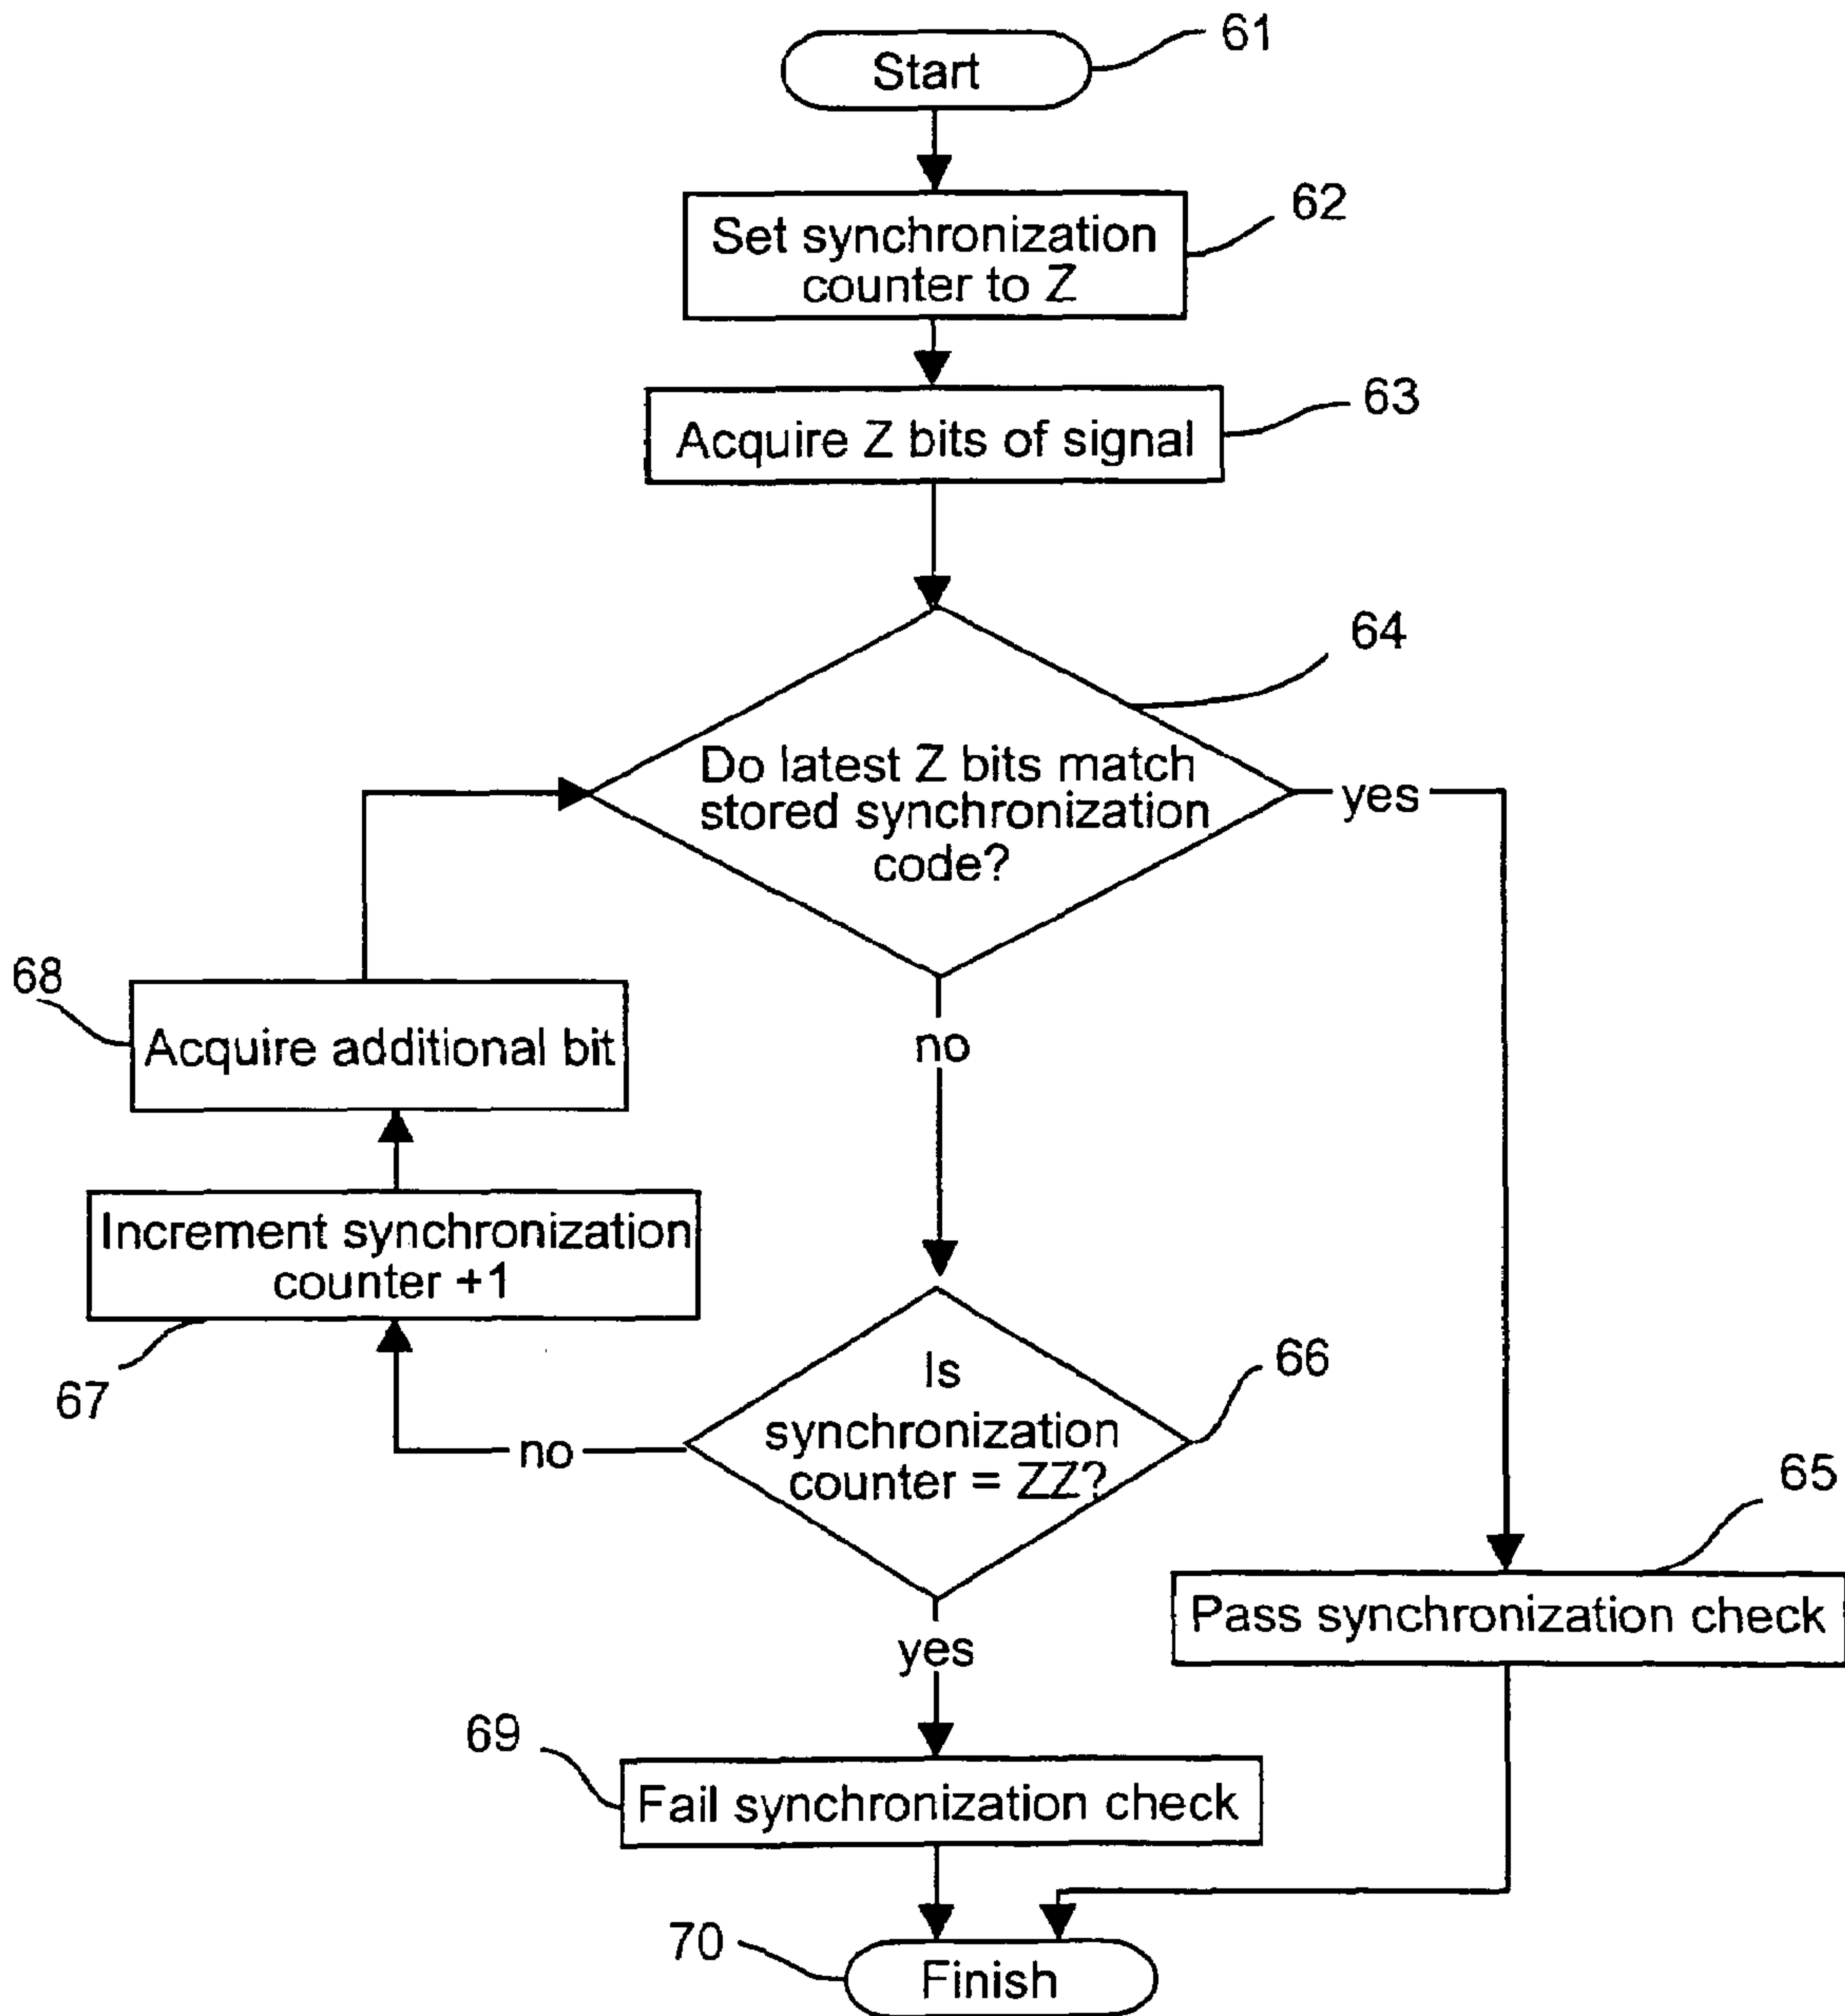 61
Start
62
Set synchronization
counter to Z
63
Acquire Z bits of signal
64
Do latest Z bits match
stored synchronization
code?
yes
68
Acquire additional bit
no
Increment synchronization
counter +1
67
66
Is
synchronization
counter = ZZ?
no
65
Pass synchronization check
yes
69
Fail synchronization check
70
Finish